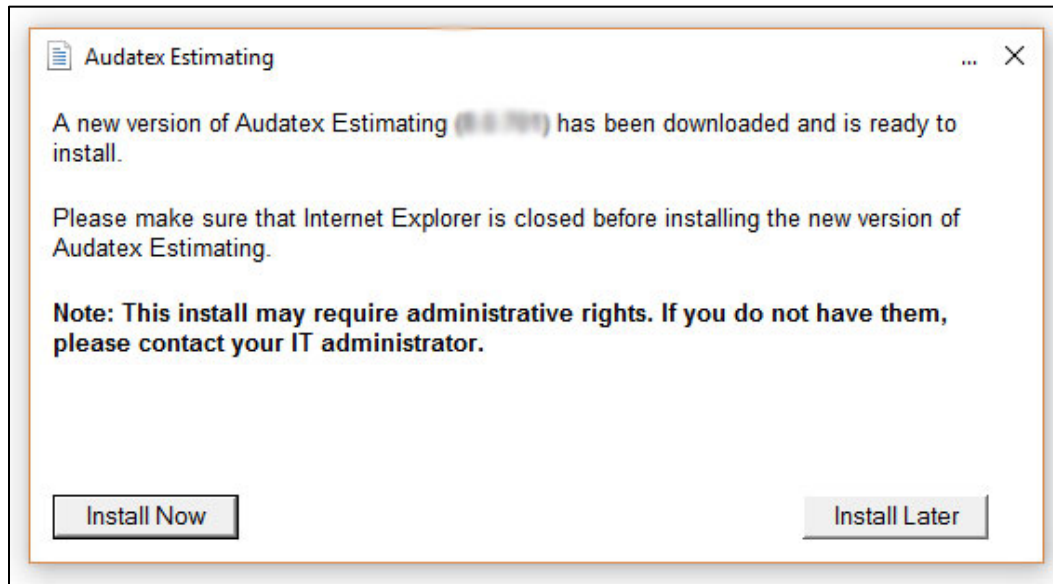 Audatex Estimating
...
A new version of Audatex Estimating has been downloaded and is ready to
install.
Please make sure that Internet Explorer is closed before installing the new version of
Audatex Estimating.
Note: This install may require administrative rights. If you do not have them,
please contact your IT administrator.
Install Now
Install Later